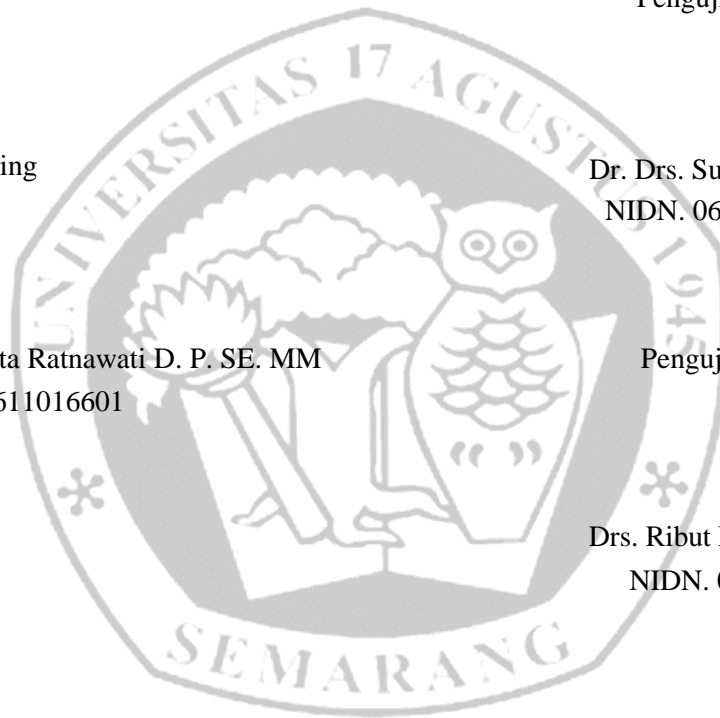 Penguj
UNIVERSITAS 17 AGUSTUS 1945
ing
Dr. Drs. Su
NIDN. 06
ta Ratnawati D. P. SE. MM
Penguj
611016601
Drs. Ribut
NIDN.
SEMARANG